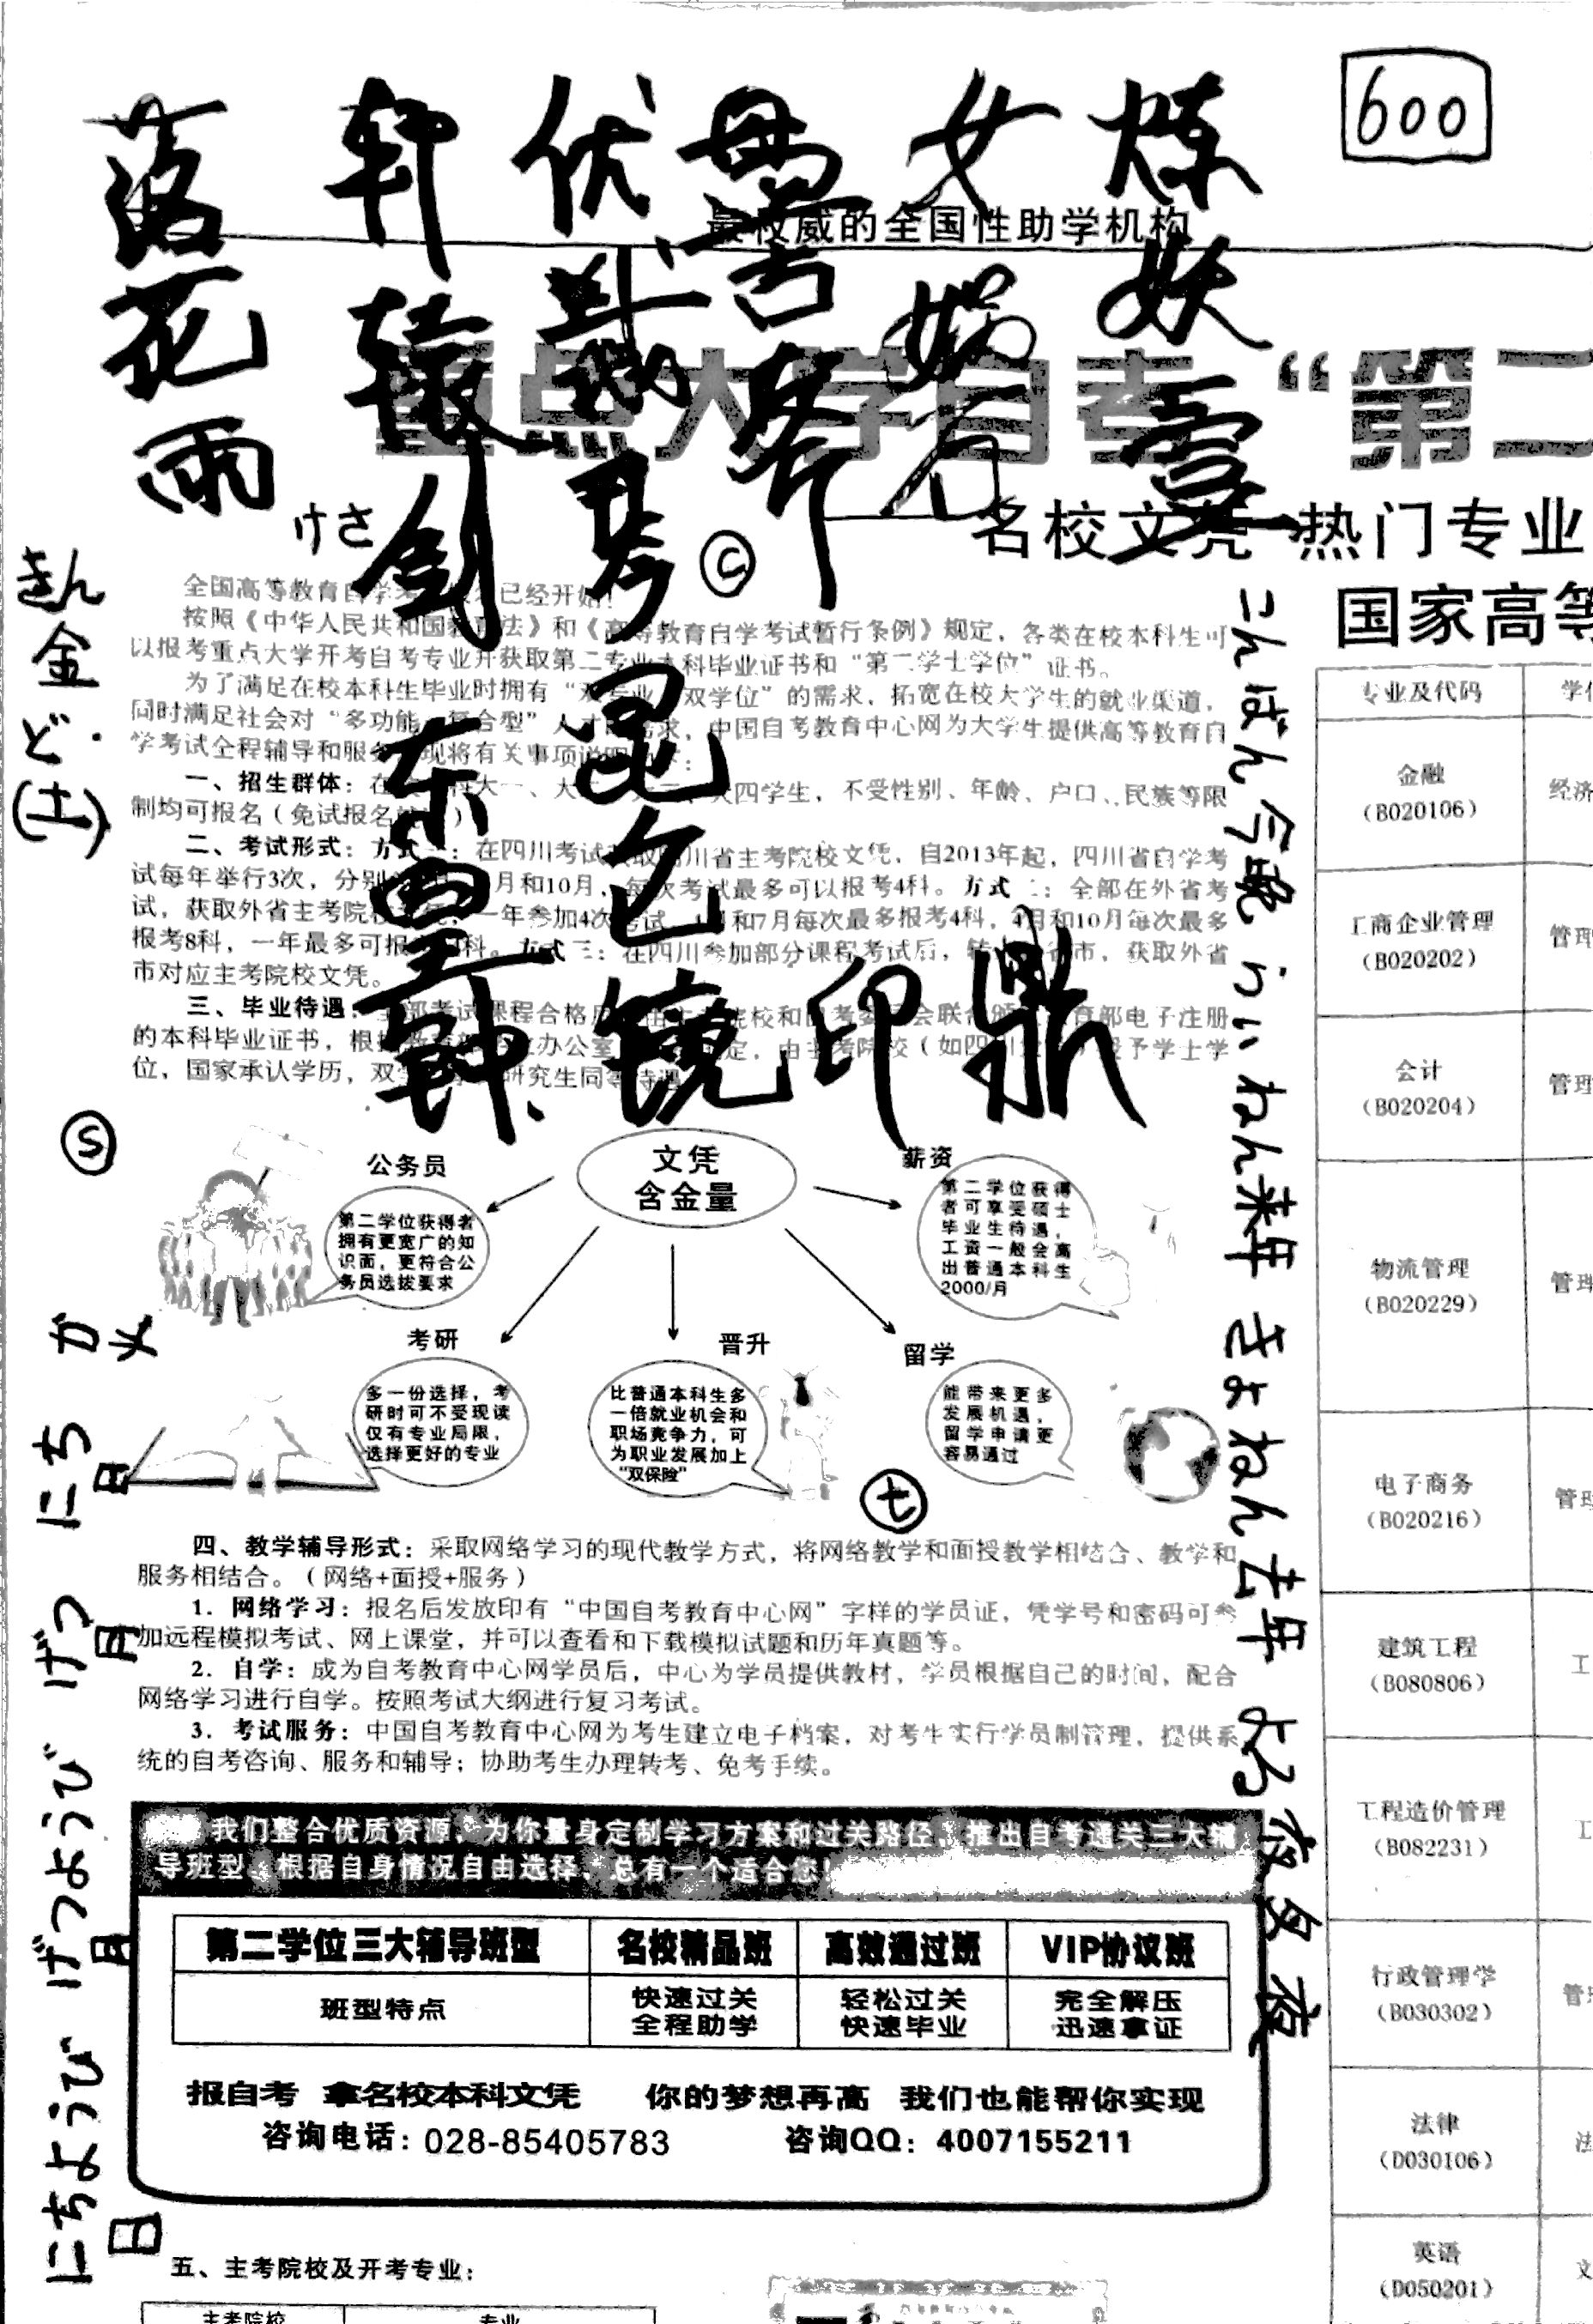 600
落花雨
轩辕剑
东皇钟
伏羲琴
昆仑镜
斧
印
女娲石
炼妖壶
鼎
最权威的全国性助学机构
重点大学自考“第二
名校文凭 热门专业
国家高等
けさ
C
きん
金
ど.
(土)
S
か
火
にち
日
げつ
月
げつようび
月
にちようび
日
こんばん今晩 らいねん来年 きょねん去年 よる夜夕夜
七
全国高等教育自学考 已经开始!
按照《中华人民共和国教育法》和《高等教育自学考试暂行条例》规定，各类在校本科生可
以报考重点大学开考自考专业并获取第二专业本科毕业证书和“第二学士学位”证书。
为了满足在校本科生毕业时拥有“双专业、双学位”的需求，拓宽在校大学生的就业渠道，
同时满足社会对“多功能、复合型”人才的需求，中国自考教育中心网为大学生提供高等教育自
学考试全程辅导和服务，现将有关事项说明如下：
一、招生群体：在 大一、大 大四学生，不受性别、年龄、户口、民族等限
制均可报名（免试报名 ）
二、考试形式：方式一：在四川考试获取四川省主考院校文凭，自2013年起，四川省自学考
试每年举行3次，分别 月和10月，每次考试最多可以报考4科。方式二：全部在外省考
试，获取外省主考院校 一年参加4次考试， 月和7月每次最多报考4科，4月和10月每次最多
报考8科，一年最多可报 科。方式三：在四川参加部分课程考试后，转 省市，获取外省
市对应主考院校文凭。
三、毕业待遇：全部考试课程合格后 由主考院校和自考委员会联合颁 教育部电子注册
的本科毕业证书，根据 办公室 定，由主考院校（如四川大学）授予学士学
位，国家承认学历，双 研究生同等待遇
文凭
含金量
公务员
第二学位获得者
拥有更宽广的知
识面，更符合公
务员选拔要求
薪资
第二学位获得
者可享受硕士
毕业生待遇，
工资一般会高
出普通本科生
2000/月
考研
多一份选择，考
研时可不受现读
仅有专业局限，
选择更好的专业
晋升
比普通本科生多
一倍就业机会和
职场竞争力，可
为职业发展加上
“双保险”
留学
能带来更多
发展机遇，
留学申请更
容易通过
四、教学辅导形式：采取网络学习的现代教学方式，将网络教学和面授教学相结合、教学和
服务相结合。（网络+面授+服务）
1．网络学习：报名后发放印有“中国自考教育中心网”字样的学员证，凭学号和密码可参
加远程模拟考试、网上课堂，并可以查看和下载模拟试题和历年真题等。
2．自学：成为自考教育中心网学员后，中心为学员提供教材，学员根据自己的时间，配合
网络学习进行自学。按照考试大纲进行复习考试。
3．考试服务：中国自考教育中心网为考生建立电子档案，对考生实行学员制管理，提供系
统的自考咨询、服务和辅导；协助考生办理转考、免考手续。
我们整合优质资源，为你量身定制学习方案和过关路径，推出自考通关三大辅
导班型，根据自身情况自由选择，总有一个适合您！
第二学位三大辅导班型 名校精品班 高效通过班 VIP协议班
班型特点 快速过关 轻松过关 完全解压
全程助学 快速毕业 迅速拿证
报自考 拿名校本科文凭 你的梦想再高 我们也能帮你实现
咨询电话：028-85405783 咨询QQ：4007155211
五、主考院校及开考专业：
主考院校 专业
专业及代码
金融
（B020106）
经济
工商企业管理
（B020202）
管理
会计
（B020204）
管理
物流管理
（B020229）
管理
电子商务
（B020216）
管理
建筑工程
（B080806）
工
工程造价管理
（B082231）
工
行政管理学
（B030302）
管
法律
（D030106）
法
英语
（D050201）
文